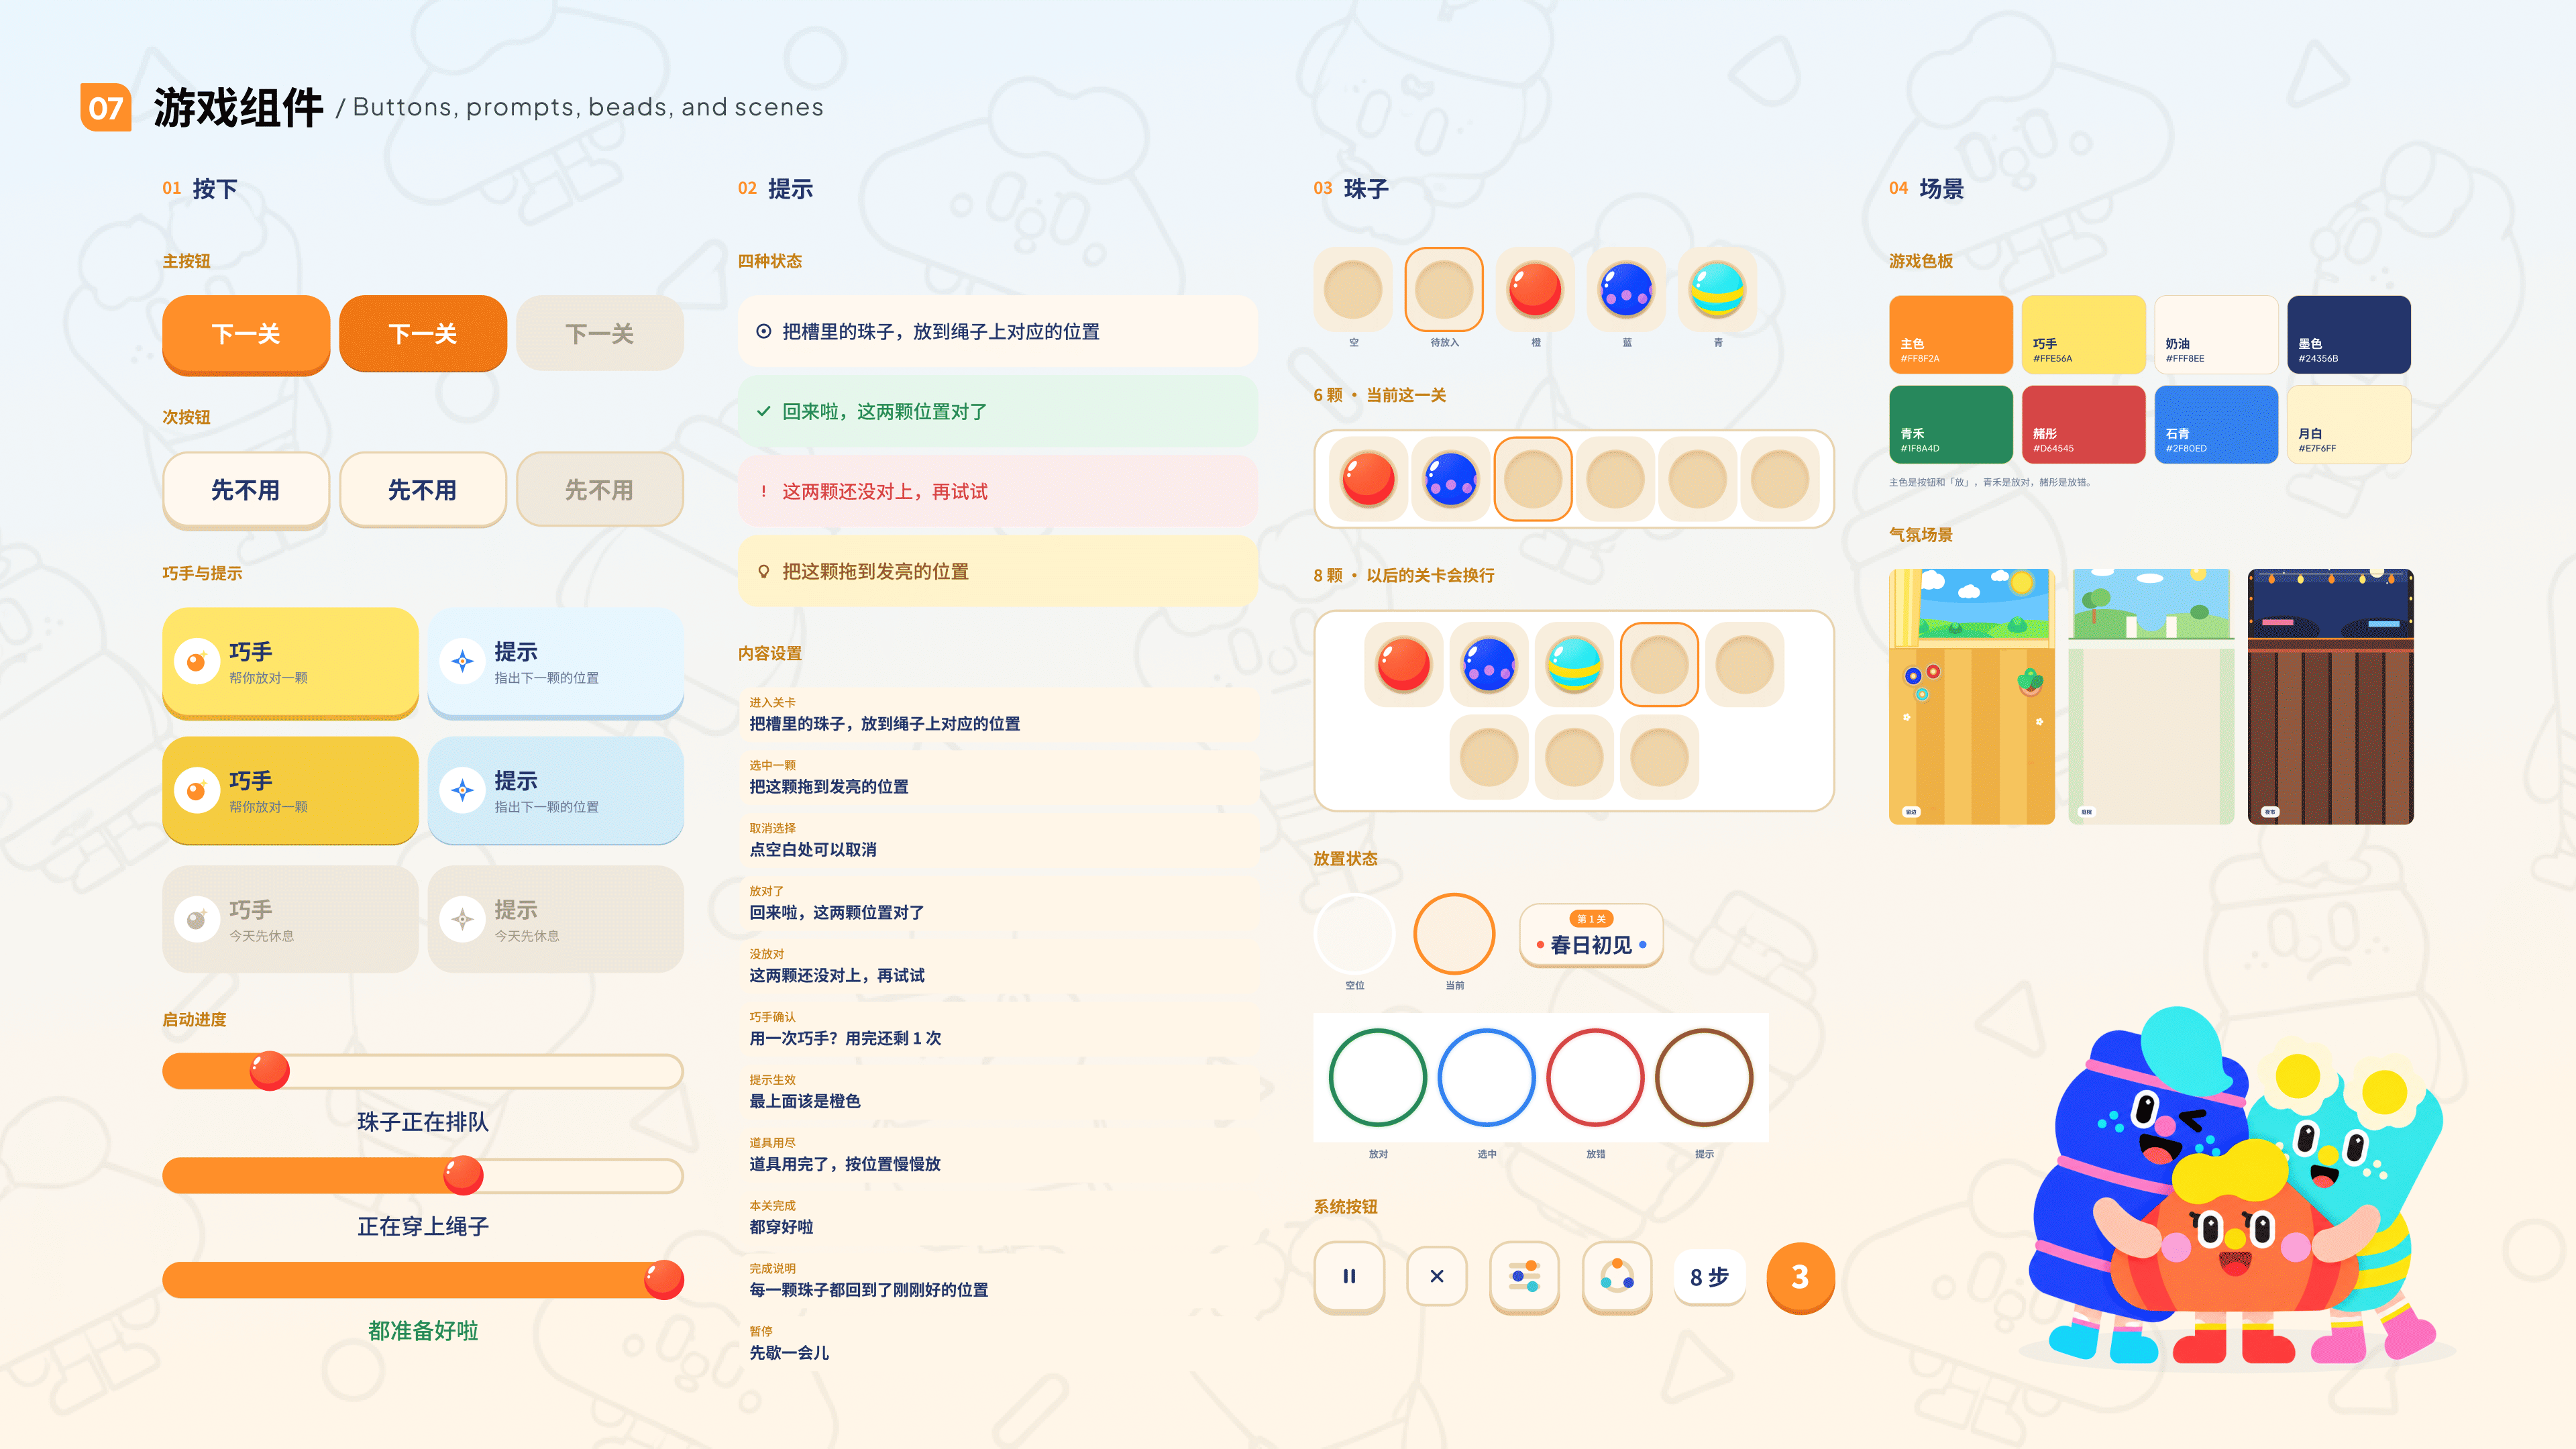 07 游戏组件 / Buttons, prompts, beads, and scenes
01 按下
主按钮
下一关 下一关 下一关
次按钮
先不用 先不用 先不用
巧手与提示
巧手
帮你放对一颗
提示
指出下一颗的位置
巧手
帮你放对一颗
提示
指出下一颗的位置
巧手
今天先休息
提示
今天先休息
启动进度
珠子正在排队
正在穿上绳子
都准备好啦
02 提示
四种状态
把槽里的珠子，放到绳子上对应的位置
回来啦，这两颗位置对了
! 这两颗还没对上，再试试
把这颗拖到发亮的位置
内容设置
进入关卡
把槽里的珠子，放到绳子上对应的位置
选中一颗
把这颗拖到发亮的位置
取消选择
点空白处可以取消
放对了
回来啦，这两颗位置对了
没放对
这两颗还没对上，再试试
巧手确认
用一次巧手？用完还剩 1 次
提示生效
最上面该是橙色
道具用尽
道具用完了，按位置慢慢放
本关完成
都穿好啦
完成说明
每一颗珠子都回到了刚刚好的位置
暂停
先歇一会儿
03 珠子
空 待放入 橙 蓝 青
6 颗 · 当前这一关
8 颗 · 以后的关卡会换行
放置状态
空位 当前
第 1 关
春日初见
放对 选中 放错 提示
系统按钮
8 步 3
04 场景
游戏色板
主色
#FF8F2A
巧手
#FFE56A
奶油
#FFF8EE
墨色
#24356B
青禾
#1F8A4D
赭彤
#D64545
石青
#2F80ED
月白
#E7F6FF
主色是按钮和「放」，青禾是放对，赭彤是放错。
气氛场景
窗边
夜市